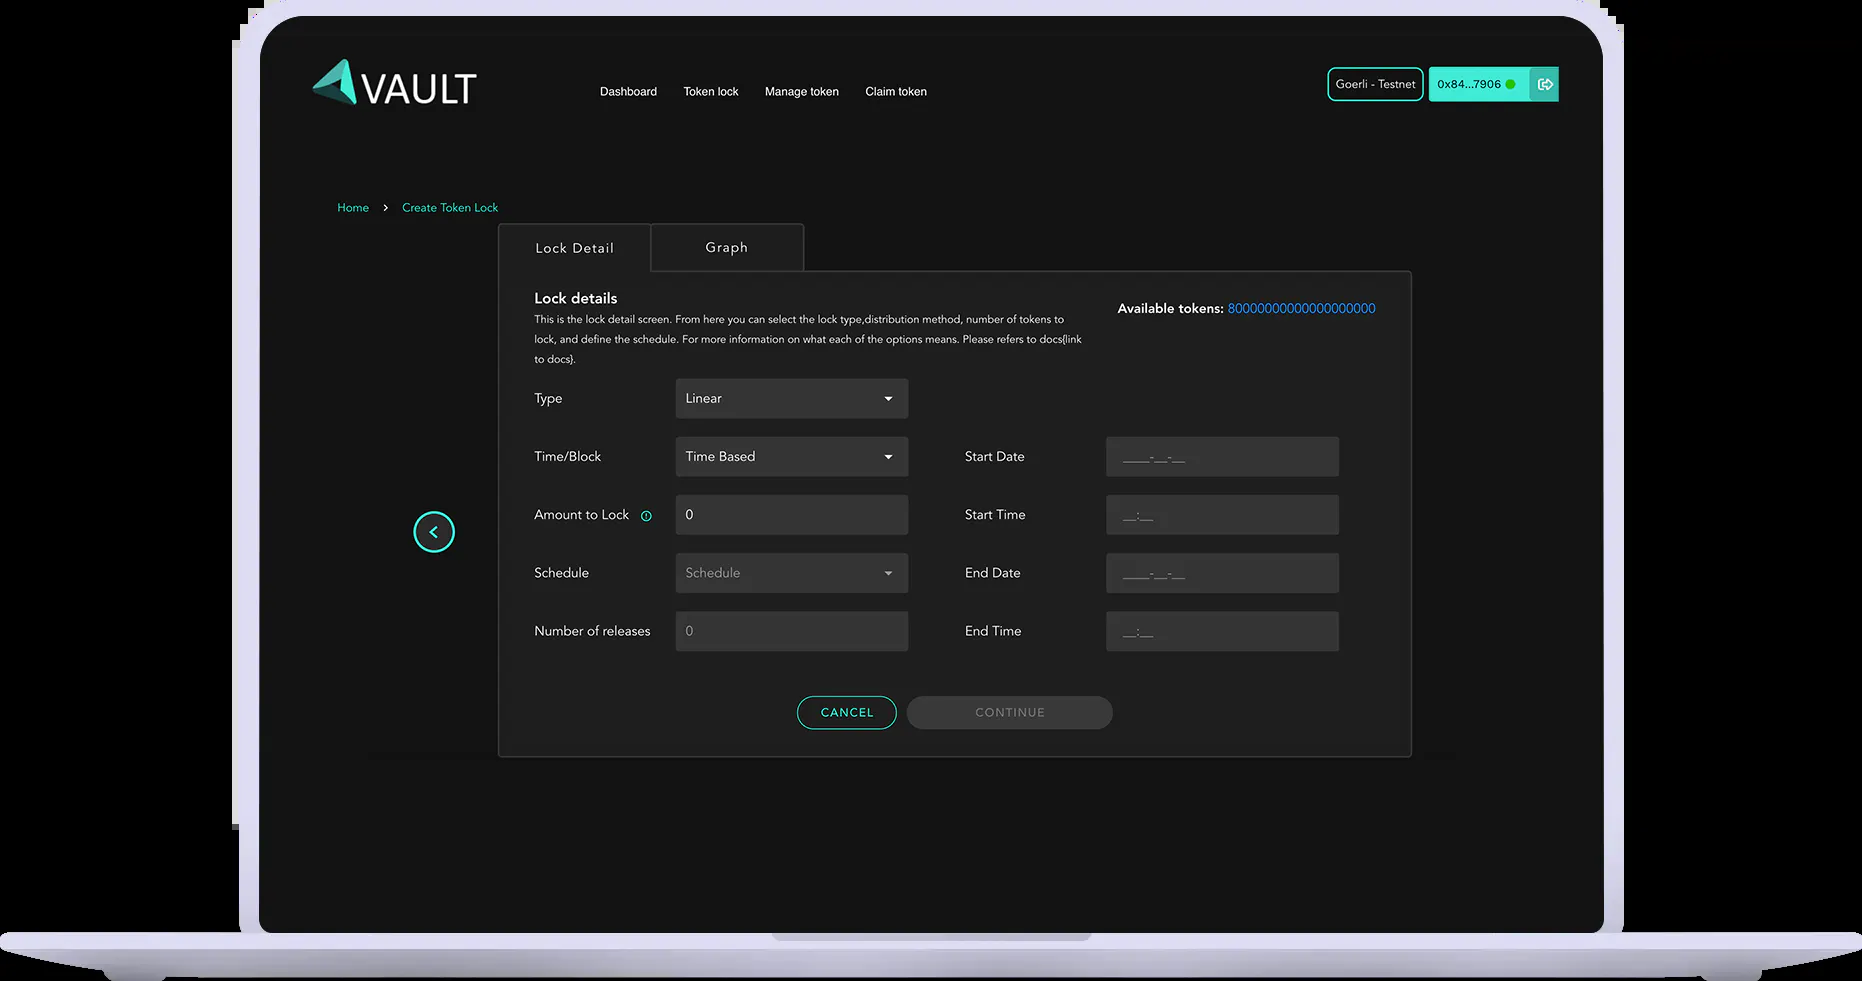 VAULT
Dashboard Token lock Manage token Claim token
Goerli - Testnet 0x84...7906
Home > Create Token Lock
Lock Detail Graph
Lock details
Available tokens: 80000000000000000000
This is the lock detail screen. From here you can select the lock type,distribution method, number of tokens to
lock, and define the schedule. For more information on what each of the options means. Please refers to docs{link
to docs}.
Type Linear
Time/Block Time Based Start Date ____-__-__
Amount to Lock 0 Start Time __:__
Schedule Schedule End Date ____-__-__
Number of releases 0 End Time __:__
CANCEL CONTINUE